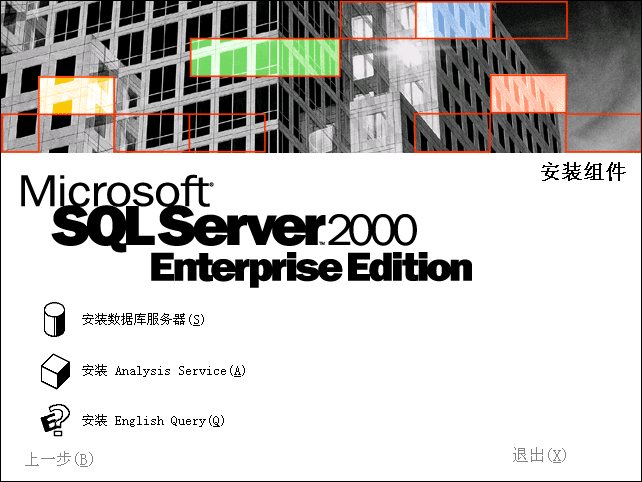 安装组件
Microsoft®
SQL Server™ 2000
Enterprise Edition
安装数据库服务器(S)
安装 Analysis Service(A)
安装 English Query(Q)
上一步(B)
退出(X)